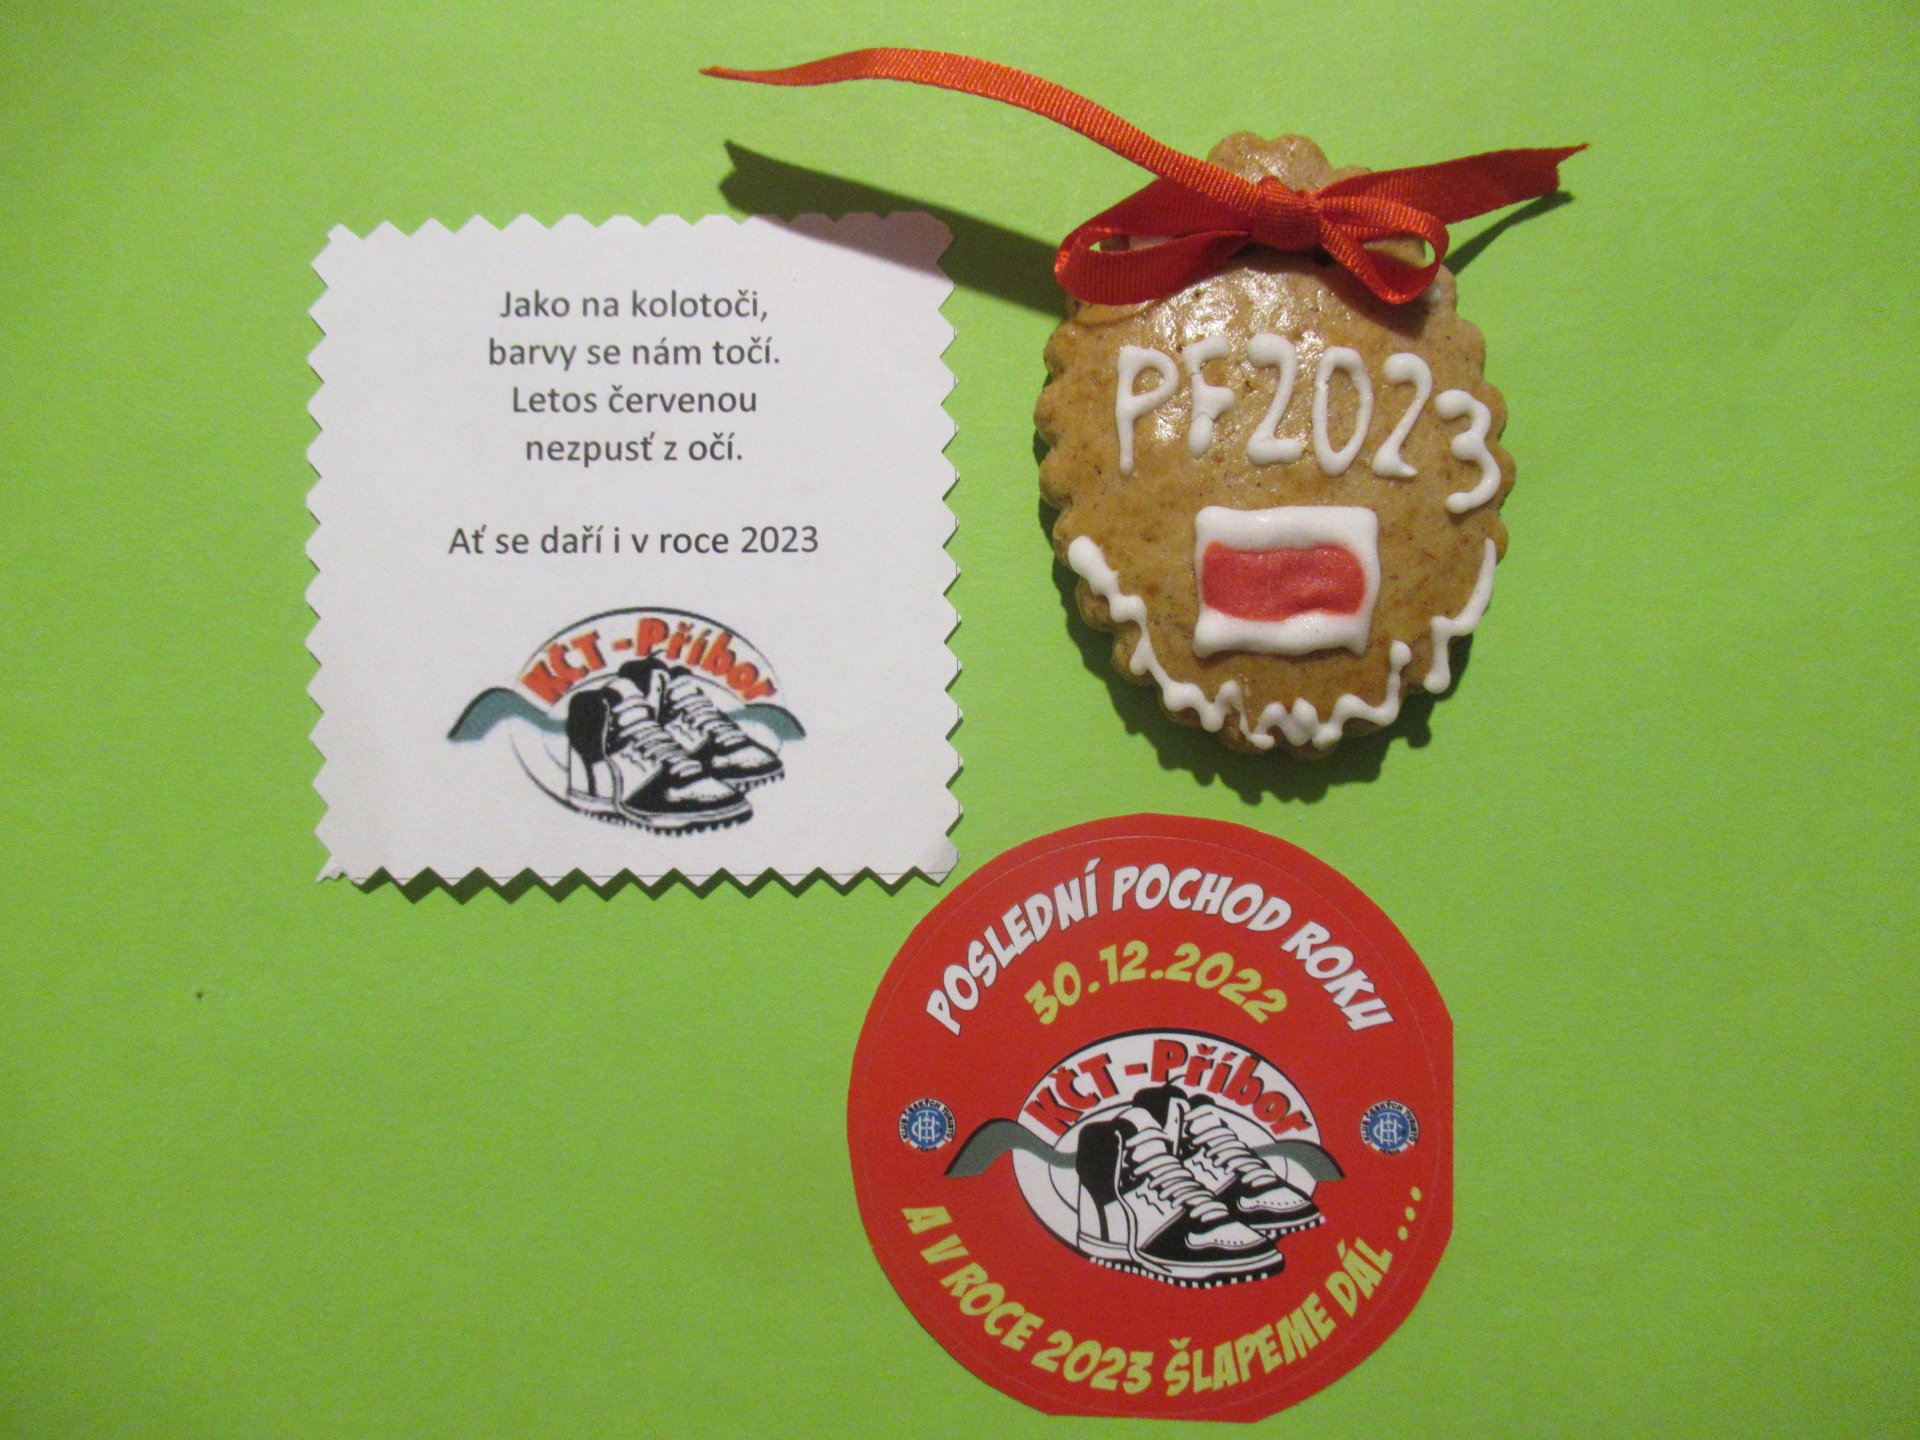 Jako na kolotoči,
barvy se nám točí.
Letos červenou
nezpusť z očí.
Ať se daří i v roce 2023
KČT - Příbor
PF2023
POSLEDNÍ POCHOD ROKU
30.12.2022
KČT - Příbor
A V ROCE 2023 ŠLAPEME DÁL ...